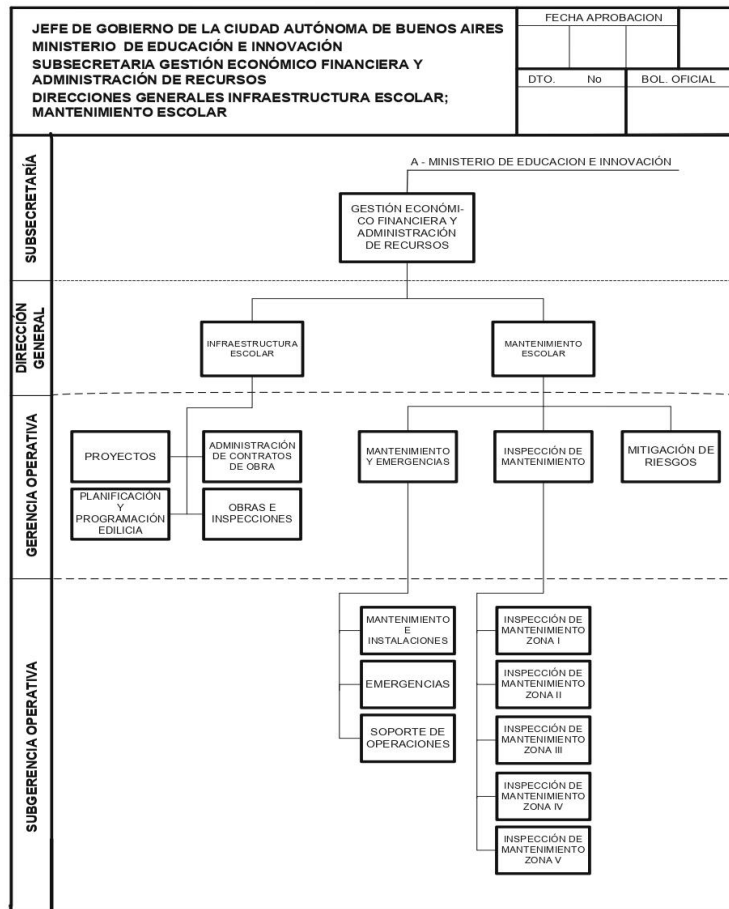 JEFE DE GOBIERNO DE LA CIUDAD AUTÓNOMA DE BUENOS AIRES
MINISTERIO DE EDUCACIÓN E INNOVACIÓN
SUBSECRETARIA GESTIÓN ECONÓMICO FINANCIERA Y
ADMINISTRACIÓN DE RECURSOS
DIRECCIONES GENERALES INFRAESTRUCTURA ESCOLAR;
MANTENIMIENTO ESCOLAR
FECHA APROBACION
DTO. No BOL. OFICIAL
SUBSECRETARÍA
A - MINISTERIO DE EDUCACION E INNOVACIÓN
GESTIÓN ECONÓMI-
CO FINANCIERA Y
ADMINISTRACIÓN
DE RECURSOS
DIRECCIÓN
GENERAL
INFRAESTRUCTURA
ESCOLAR
MANTENIMIENTO
ESCOLAR
GERENCIA OPERATIVA
PROYECTOS
ADMINISTRACIÓN
DE CONTRATOS
DE OBRA
PLANIFICACIÓN
Y
PROGRAMACIÓN
EDILICIA
OBRAS E
INSPECCIONES
MANTENIMIENTO
Y EMERGENCIAS
INSPECCIÓN DE
MANTENIMIENTO
MITIGACIÓN DE
RIESGOS
SUBGERENCIA OPERATIVA
MANTENIMIENTO
E
INSTALACIONES
EMERGENCIAS
SOPORTE DE
OPERACIONES
INSPECCIÓN DE
MANTENIMIENTO
ZONA I
INSPECCIÓN DE
MANTENIMIENTO
ZONA II
INSPECCIÓN DE
MANTENIMIENTO
ZONA III
INSPECCIÓN DE
MANTENIMIENTO
ZONA IV
INSPECCIÓN DE
MANTENIMIENTO
ZONA V